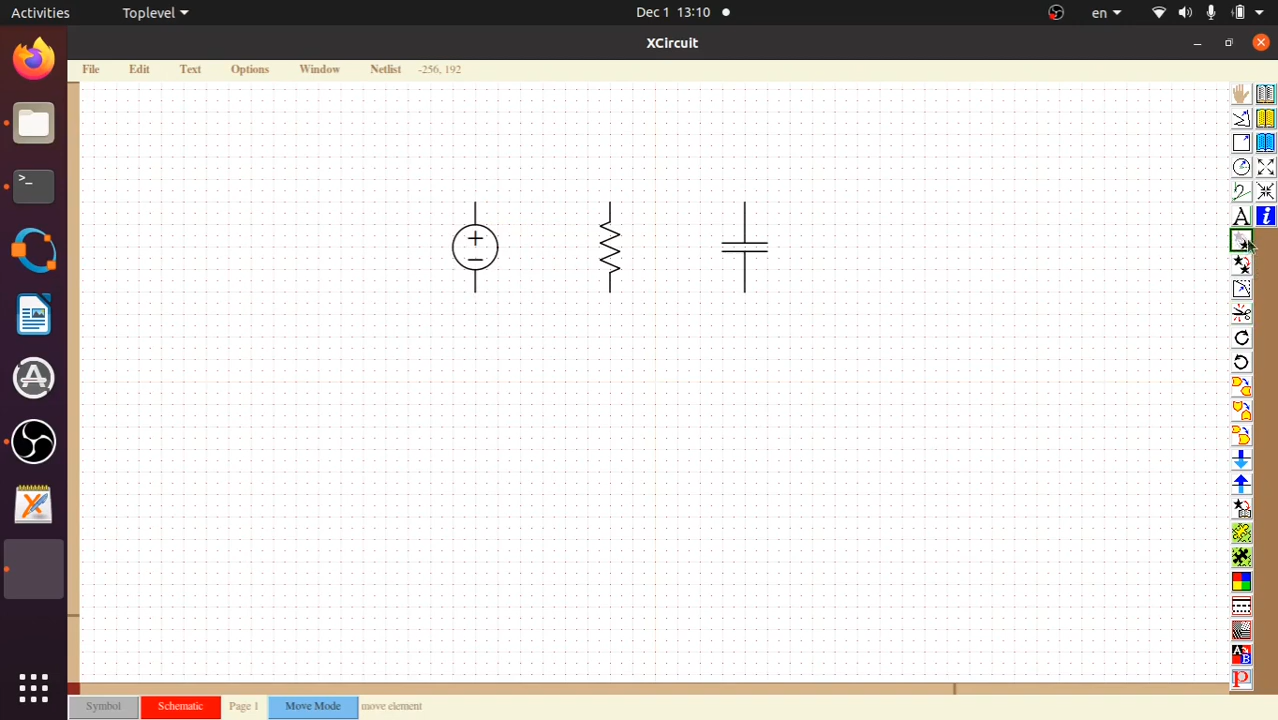 Activities Toplevel Dec 1 13:10 en
XCircuit
File Edit Text Options Window Netlist -256, 192
Symbol Schematic Page 1 Move Mode move element